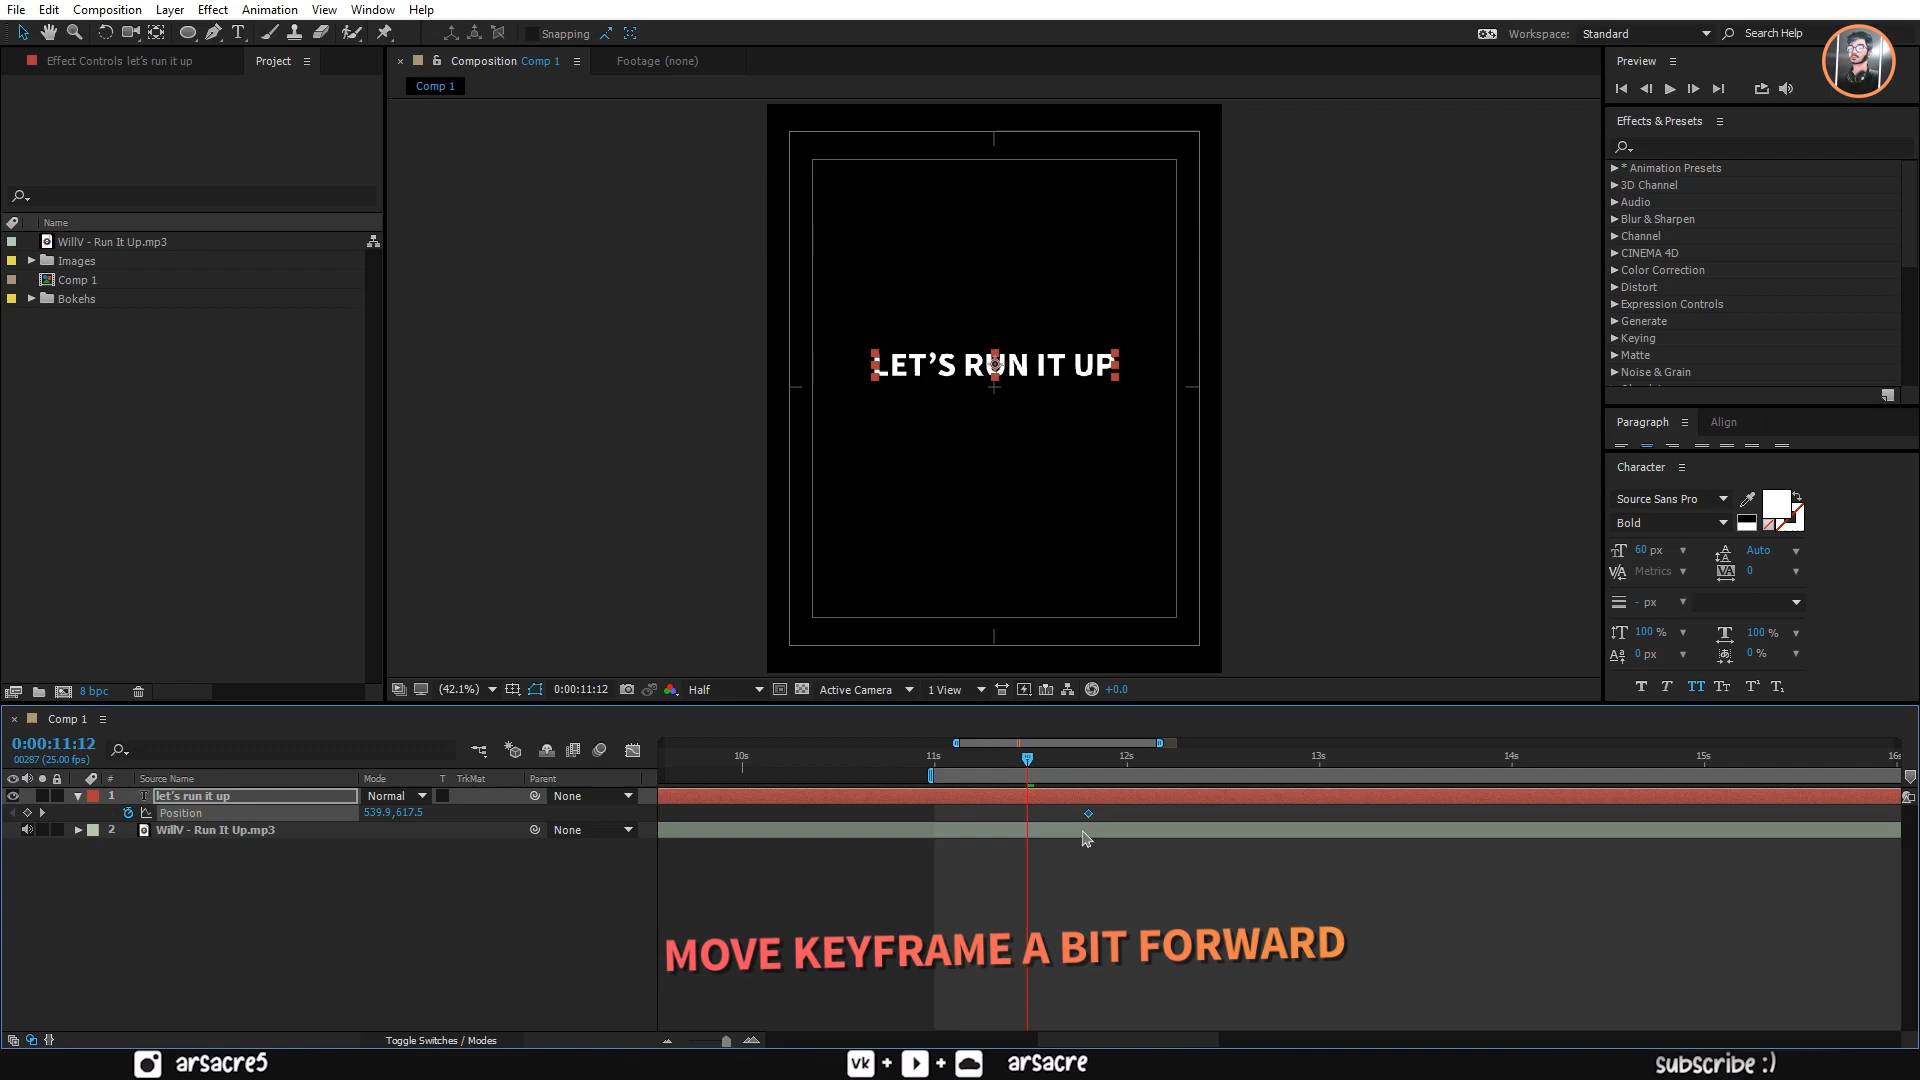 File Edit Composition Layer Effect Animation View Window Help
Snapping
Workspace: Standard Search Help
Effect Controls let's run it up
Project
Composition Comp 1
Footage (none)
Preview
Comp 1
Effects & Presets
* Animation Presets
3D Channel
Audio
Blur & Sharpen
Channel
CINEMA 4D
Color Correction
Distort
Expression Controls
Generate
Keying
Matte
Noise & Grain
Name
WillV - Run It Up.mp3
Images
Comp 1
Bokehs
LET’S RUN IT UP
Paragraph
Align
Character
Source Sans Pro
Bold
60 px
Auto
Metrics
0
- px
100 %
100 %
0 px
0 %
8 bpc
(42.1%)
0:00:11:12
Half
Active Camera
1 View
+0.0
Comp 1
0:00:11:12
00287 (25.00 fps)
# Source Name Mode T TrkMat Parent
10s 11s 12s 13s 14s 15s 16s
1 T let's run it up Normal None
Position 539.9,617.5
2 WillV - Run It Up.mp3 None
MOVE KEYFRAME A BIT FORWARD
Toggle Switches / Modes
arsacre5
VK + + arsacre
subscribe :)